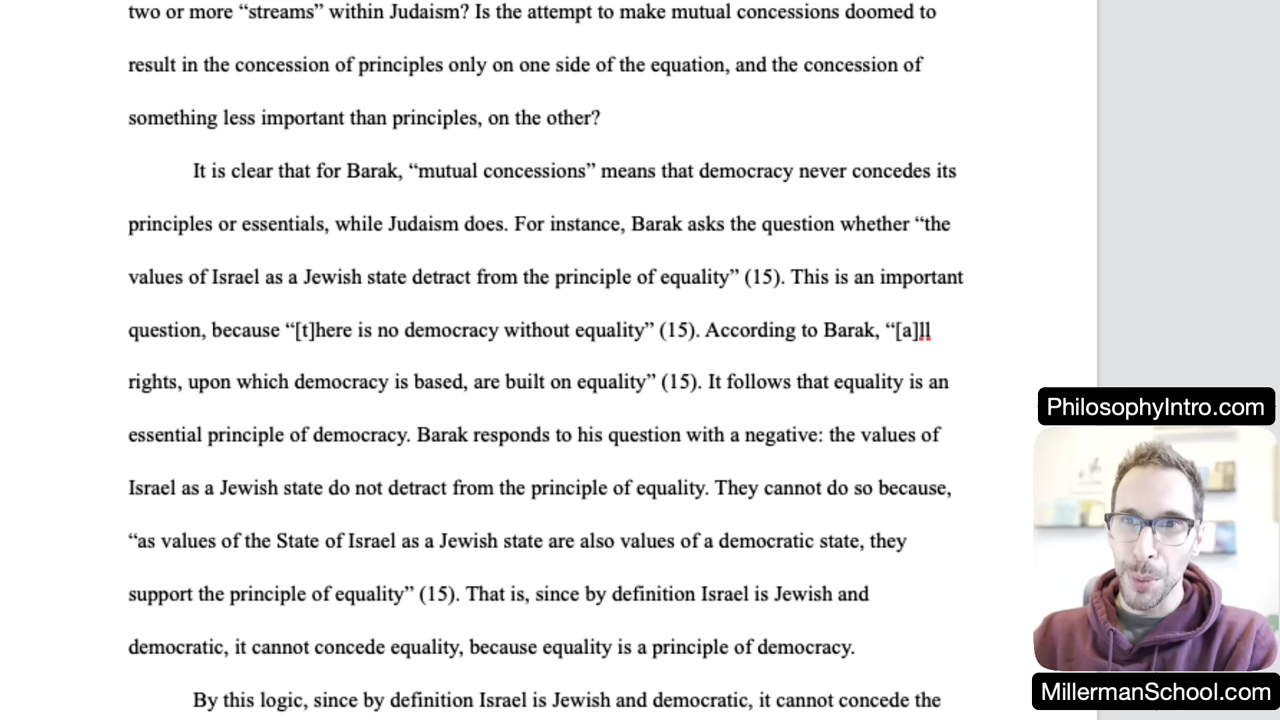 two or more “streams” within Judaism? Is the attempt to make mutual concessions doomed to
result in the concession of principles only on one side of the equation, and the concession of
something less important than principles, on the other?
It is clear that for Barak, “mutual concessions” means that democracy never concedes its
principles or essentials, while Judaism does. For instance, Barak asks the question whether “the
values of Israel as a Jewish state detract from the principle of equality” (15). This is an important
question, because “[t]here is no democracy without equality” (15). According to Barak, “[a]ll
rights, upon which democracy is based, are built on equality” (15). It follows that equality is an
essential principle of democracy. Barak responds to his question with a negative: the values of
Israel as a Jewish state do not detract from the principle of equality. They cannot do so because,
“as values of the State of Israel as a Jewish state are also values of a democratic state, they
support the principle of equality” (15). That is, since by definition Israel is Jewish and
democratic, it cannot concede equality, because equality is a principle of democracy.
By this logic, since by definition Israel is Jewish and democratic, it cannot concede the
PhilosophyIntro.com
MillermanSchool.com